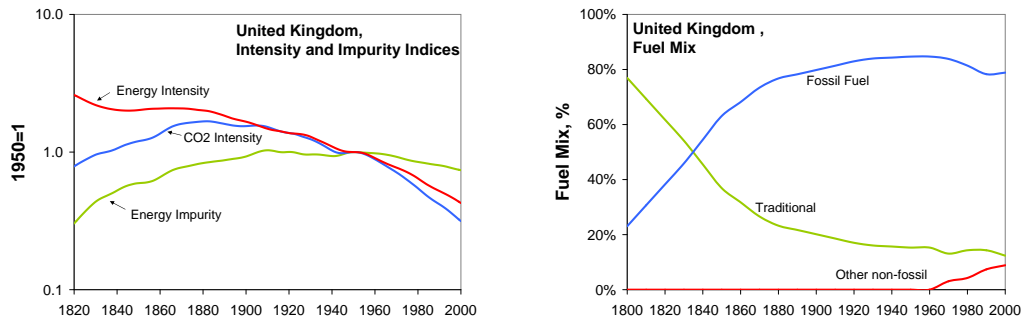 United Kingdom,
Intensity and Impurity Indices
1950=1
10.0
1.0
0.1
Energy Intensity
CO2 Intensity
Energy Impurity
1820 1840 1860 1880 1900 1920 1940 1960 1980 2000
United Kingdom ,
Fuel Mix
Fuel Mix, %
100%
80%
60%
40%
20%
0%
Fossil Fuel
Traditional
Other non-fossil
1800 1820 1840 1860 1880 1900 1920 1940 1960 1980 2000